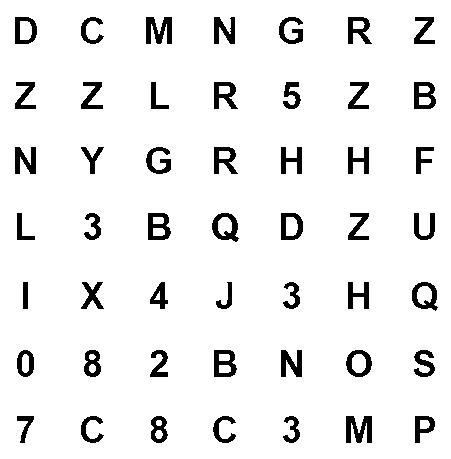 D C M N G R Z
Z Z L R 5 Z B
N Y G R H H F
L 3 B Q D Z U
I X 4 J 3 H Q
0 8 2 B N O S
7 C 8 C 3 M P